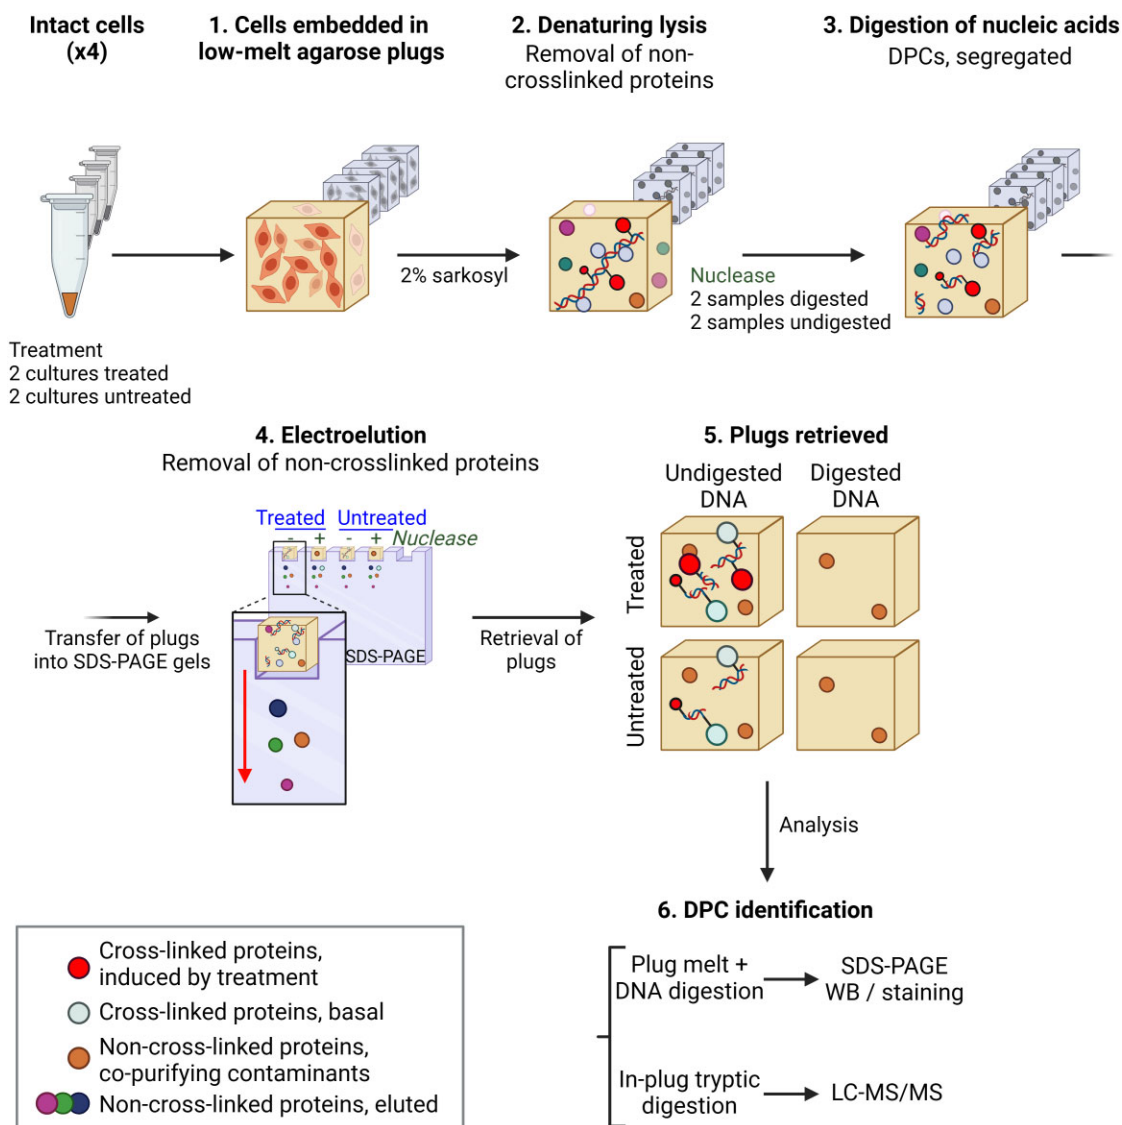 Intact cells
(x4)
1. Cells embedded in
low-melt agarose plugs
2. Denaturing lysis
Removal of non-
crosslinked proteins
3. Digestion of nucleic acids
DPCs, segregated
2% sarkosyl
Nuclease
2 samples digested
2 samples undigested
Treatment
2 cultures treated
2 cultures untreated
4. Electroelution
Removal of non-crosslinked proteins
Treated Untreated
- + - + Nuclease
Transfer of plugs
into SDS-PAGE gels
SDS-PAGE
Retrieval of
plugs
5. Plugs retrieved
Undigested
DNA
Digested
DNA
Treated
Untreated
Analysis
6. DPC identification
Plug melt +
DNA digestion
SDS-PAGE
WB / staining
In-plug tryptic
digestion
LC-MS/MS
Cross-linked proteins,
induced by treatment
Cross-linked proteins, basal
Non-cross-linked proteins,
co-purifying contaminants
Non-cross-linked proteins, eluted